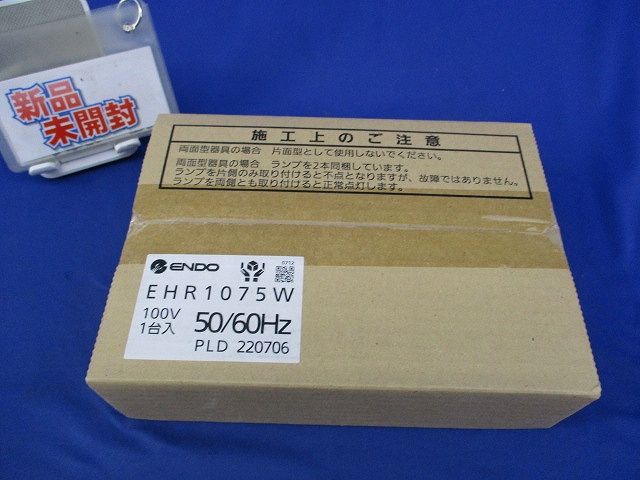 新品
未開封
施工上のご注意
両面型器具の場合 片面型として使用しないでください。
両面型器具の場合 ランプを2本同梱しています。
ランプを片側のみ取り付けると不点となりますが、故障ではありません。
ランプを両側とも取り付けると正常点灯します。
ENDO
0712
EHR1075W
100V
1台入
50/60Hz
PLD 220706